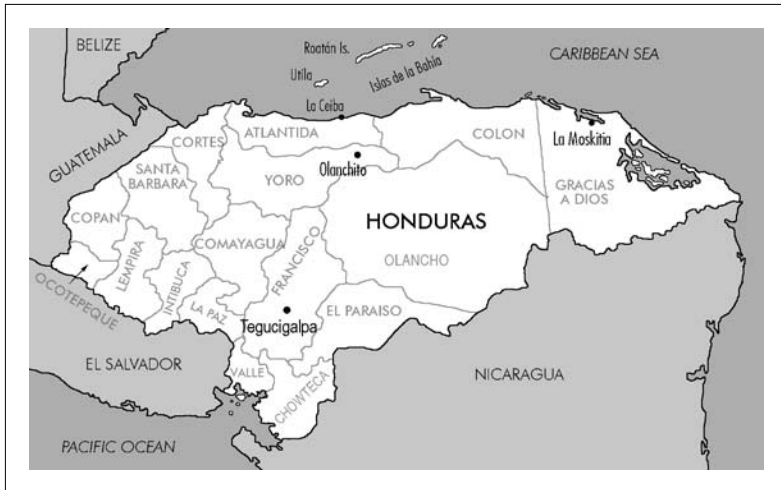 BELIZE
Roatán Is.
CARIBBEAN SEA
Islas de la Bahía
Utila
La Ceiba
GUATEMALA
CORTES
ATLANTIDA
COLON
La Moskitia
SANTA
BARBARA
Olanchito
YORO
GRACIAS
A DIOS
COPAN
HONDURAS
COMAYAGUA
FRANCISCO
OLANCHO
LEMPIRA
INTIBUCA
OCOTEPEQUE
LA PAZ
EL PARAISO
Tegucigalpa
EL SALVADOR
VALLE
NICARAGUA
CHOWTECA
PACIFIC OCEAN